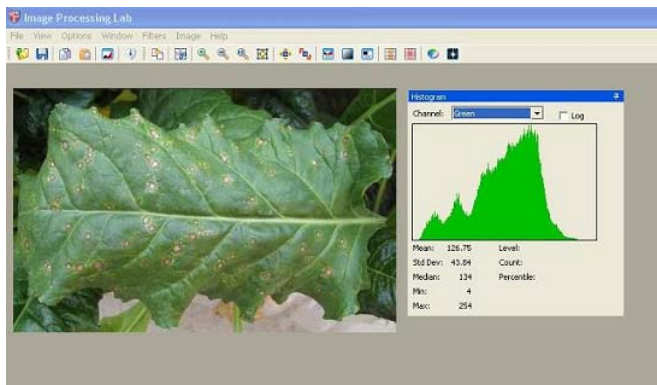 Image Processing Lab
File View Options Window Filters Image Help
Histogram
Channel: Green Log
Mean: 126.75 Level:
Std Dev: 43.84 Count:
Median: 134 Percentile:
Min: 4
Max: 254